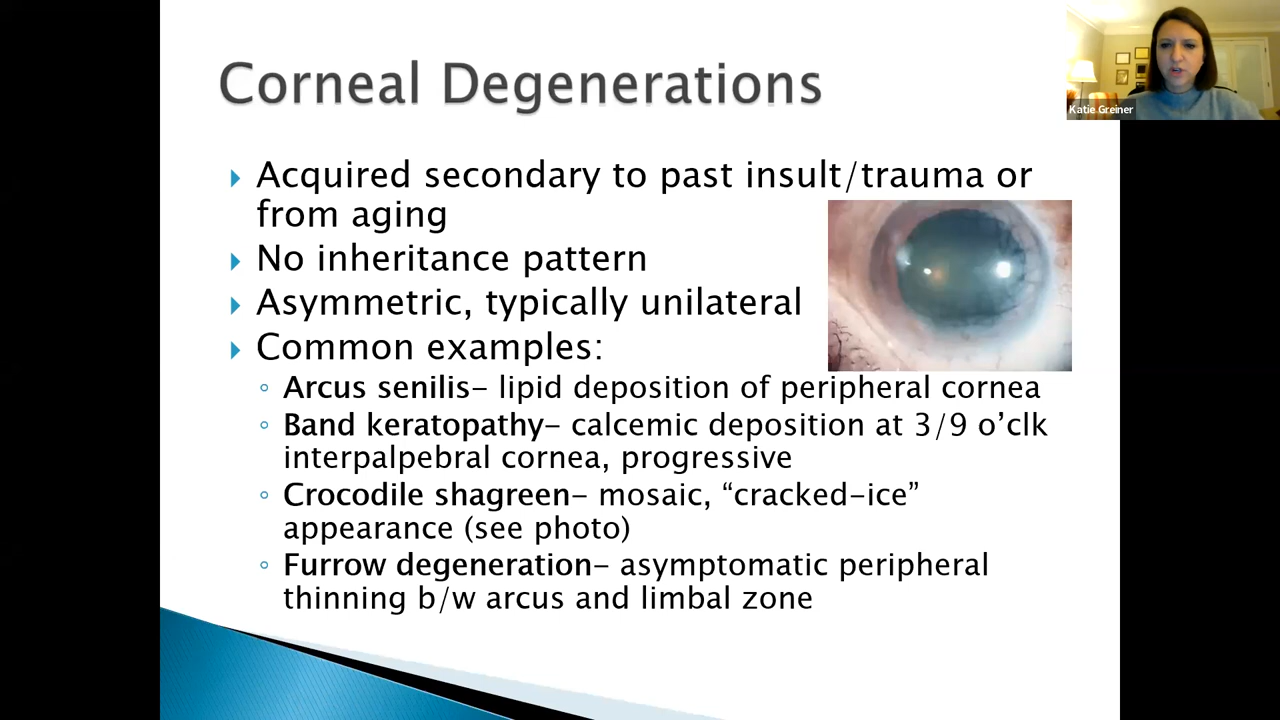 Corneal Degenerations
Katie Greiner
Acquired secondary to past insult/trauma or
from aging
No inheritance pattern
Asymmetric, typically unilateral
Common examples:
Arcus senilis– lipid deposition of peripheral cornea
Band keratopathy– calcemic deposition at 3/9 o’clk
interpalpebral cornea, progressive
Crocodile shagreen– mosaic, “cracked-ice”
appearance (see photo)
Furrow degeneration– asymptomatic peripheral
thinning b/w arcus and limbal zone